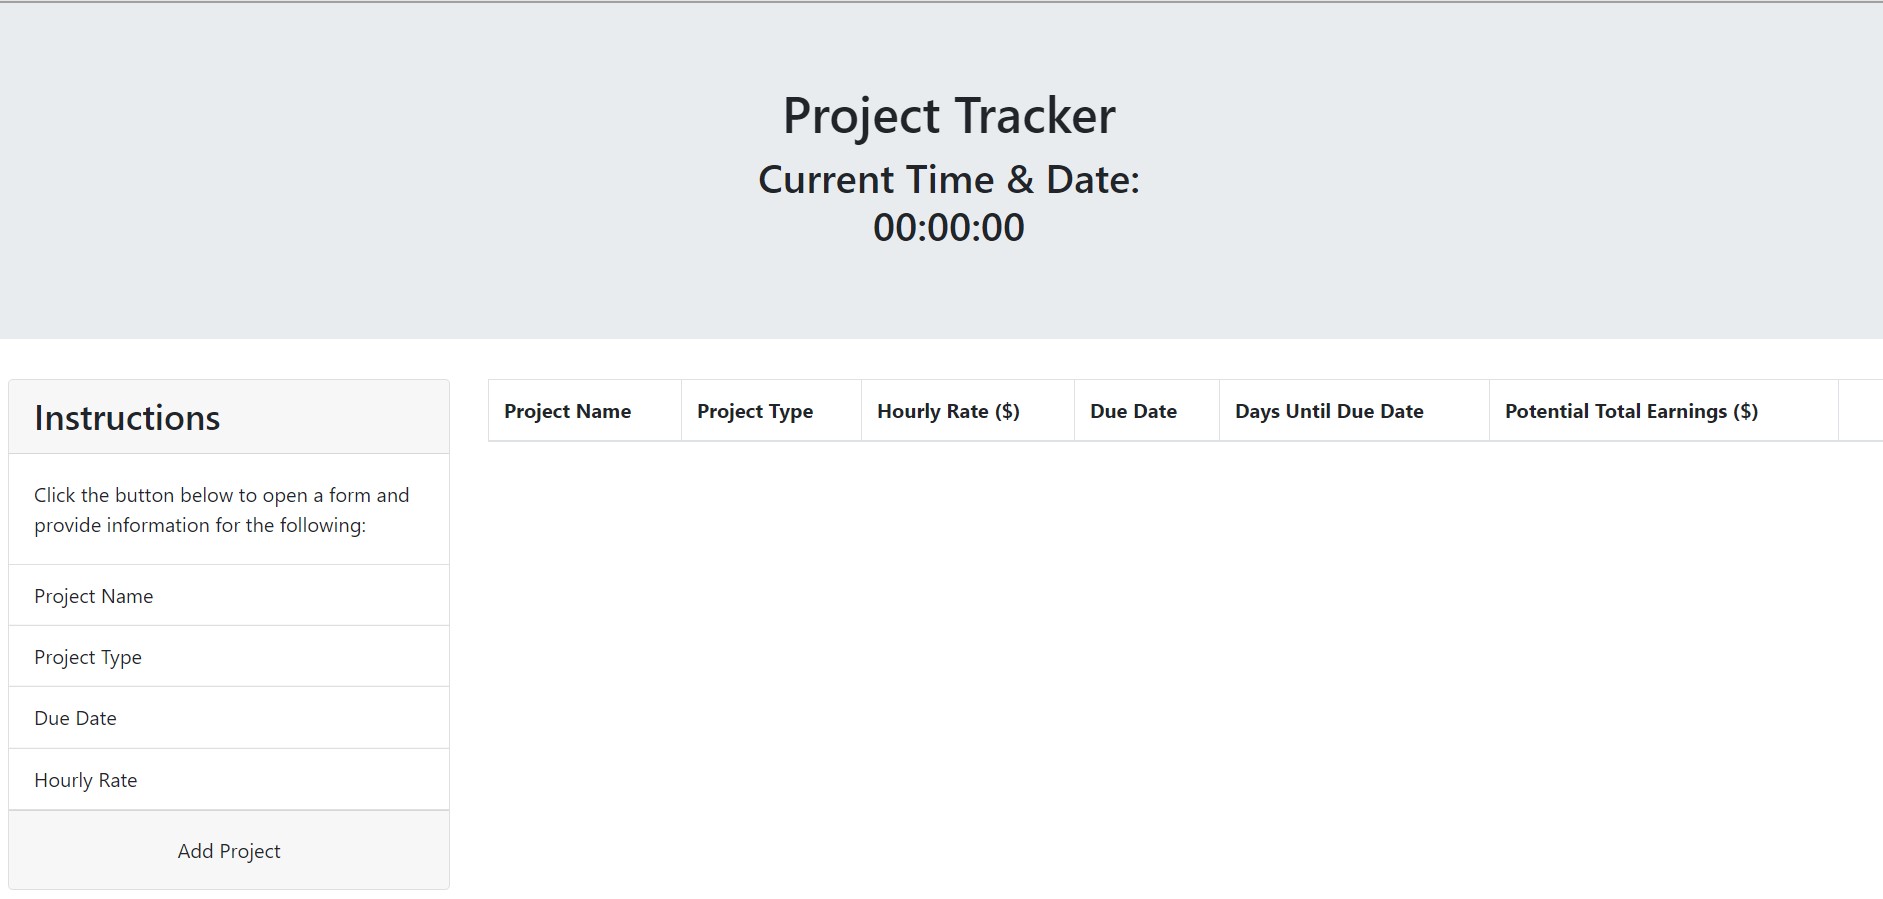 Project Tracker
Current Time & Date:
00:00:00
Instructions
Click the button below to open a form and
provide information for the following:
Project Name
Project Type
Due Date
Hourly Rate
Add Project
Project Name Project Type Hourly Rate ($) Due Date Days Until Due Date Potential Total Earnings ($)